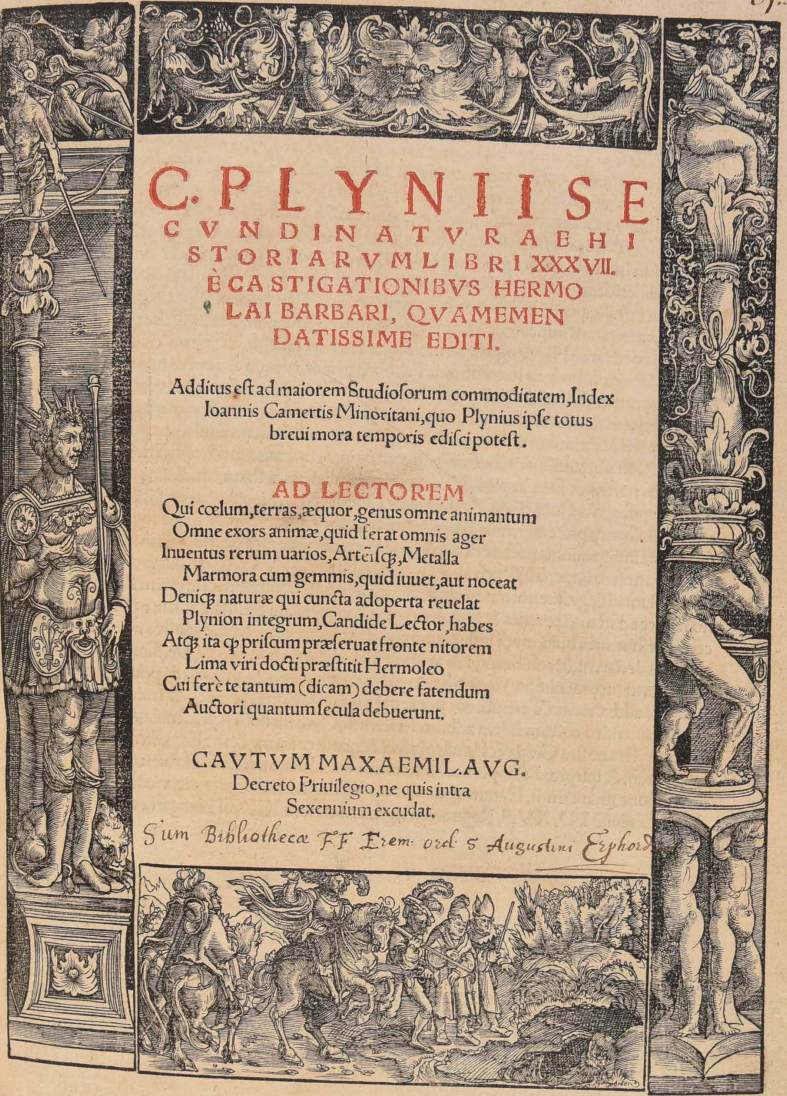 C. PLYNII SE
CVNDI NATVRAE HI
STORIARVM LIBRI XXXVII.
È CASTIGATIONIBVS HERMO
LAI BARBARI, QVAMEMEN
DATISSIME EDITI.
Additus est ad maiorem Studiosorum commoditatem, Index
Ioannis Camertis Minoritani, quo Plynius ipse totus
breui mora temporis edisci potest.
AD LECTOREM
Qui cœlum, terras, æquor, genus omne animantum
Omne exors animæ, quid ferat omnis ager
Inuentus rerum uarios, Artẽisqꝫ, Metalla
Marmora cum gemmis, quid iuuet, aut noceat
Deniqꝫ naturæ qui cuncta adoperta reuelat
Plynion integrum, Candide Lector, habes
Atqꝫ ita ꝙ priscum præseruat fronte nitorem
Lima viri docti præstitit Hermoleo
Cui ferè te tantum (dicam) debere fatendum
Auctori quantum secula debuerunt.
CAVTVM MAX.AEMIL.AVG.
Decreto Priuilegio, ne quis intra
Sexennium excudat.
Sum Bibliothecæ FF Erem. ord. S Augustini Erphord